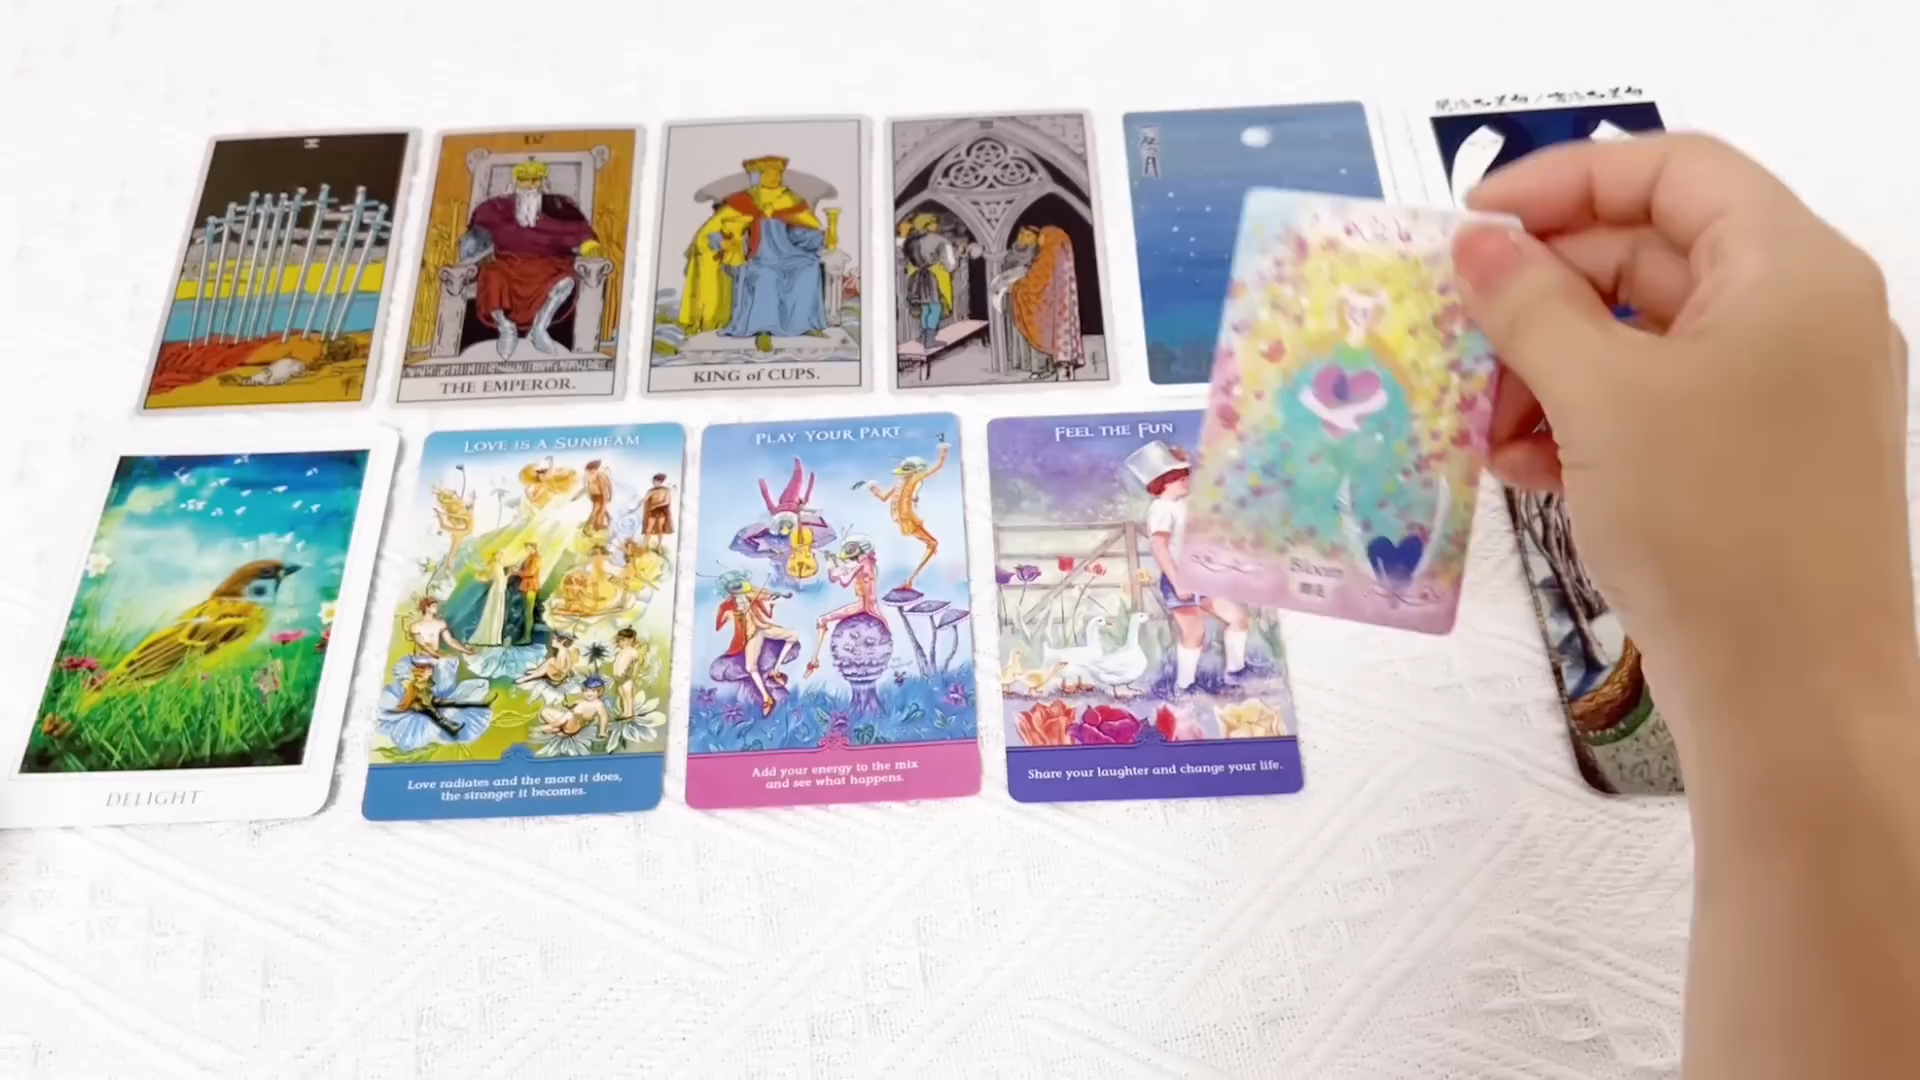 THE EMPEROR.
KING of CUPS.
LOVE IS A SUNBEAM
Love radiates and the more it does,
the stronger it becomes.
PLAY YOUR PART
Add your energy to the mix
and see what happens.
FEEL THE FUN
Share your laughter and change your life.
DELIGHT
Bloom